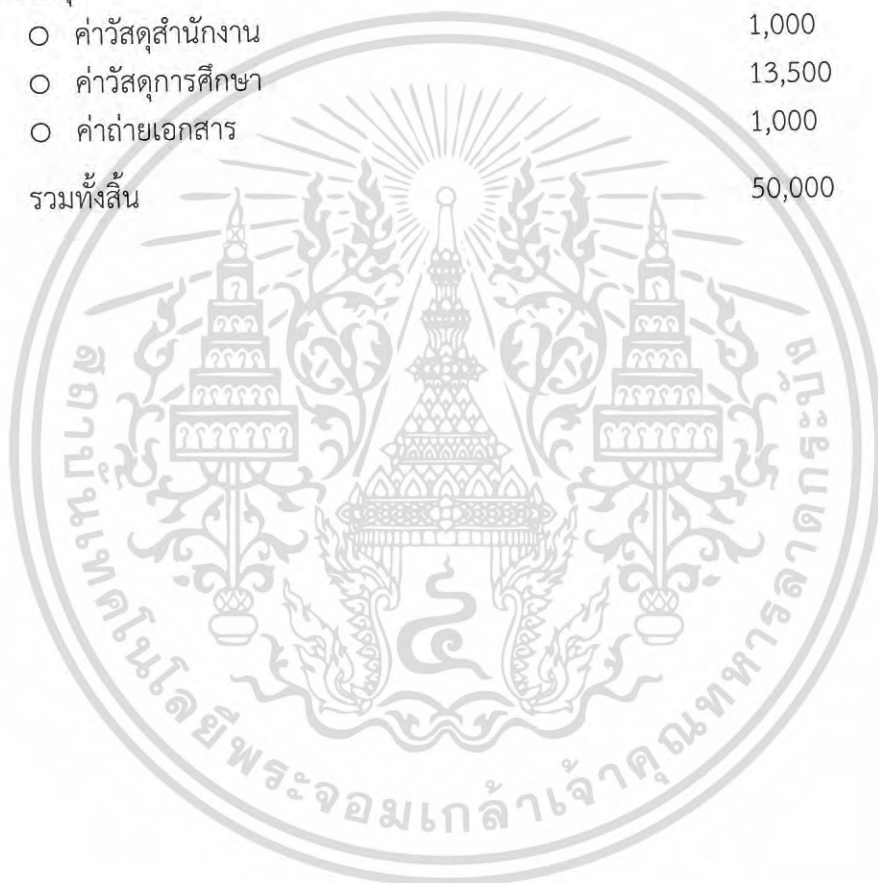 ○ ค่าวัสดุสำนักงาน 1,000
○ ค่าวัสดุการศึกษา 13,500
○ ค่าถ่ายเอกสาร 1,000
รวมทั้งสิ้น 50,000
สถาบันเทคโนโลยีพระจอมเกล้าเจ้าคุณทหารลาดกระบัง